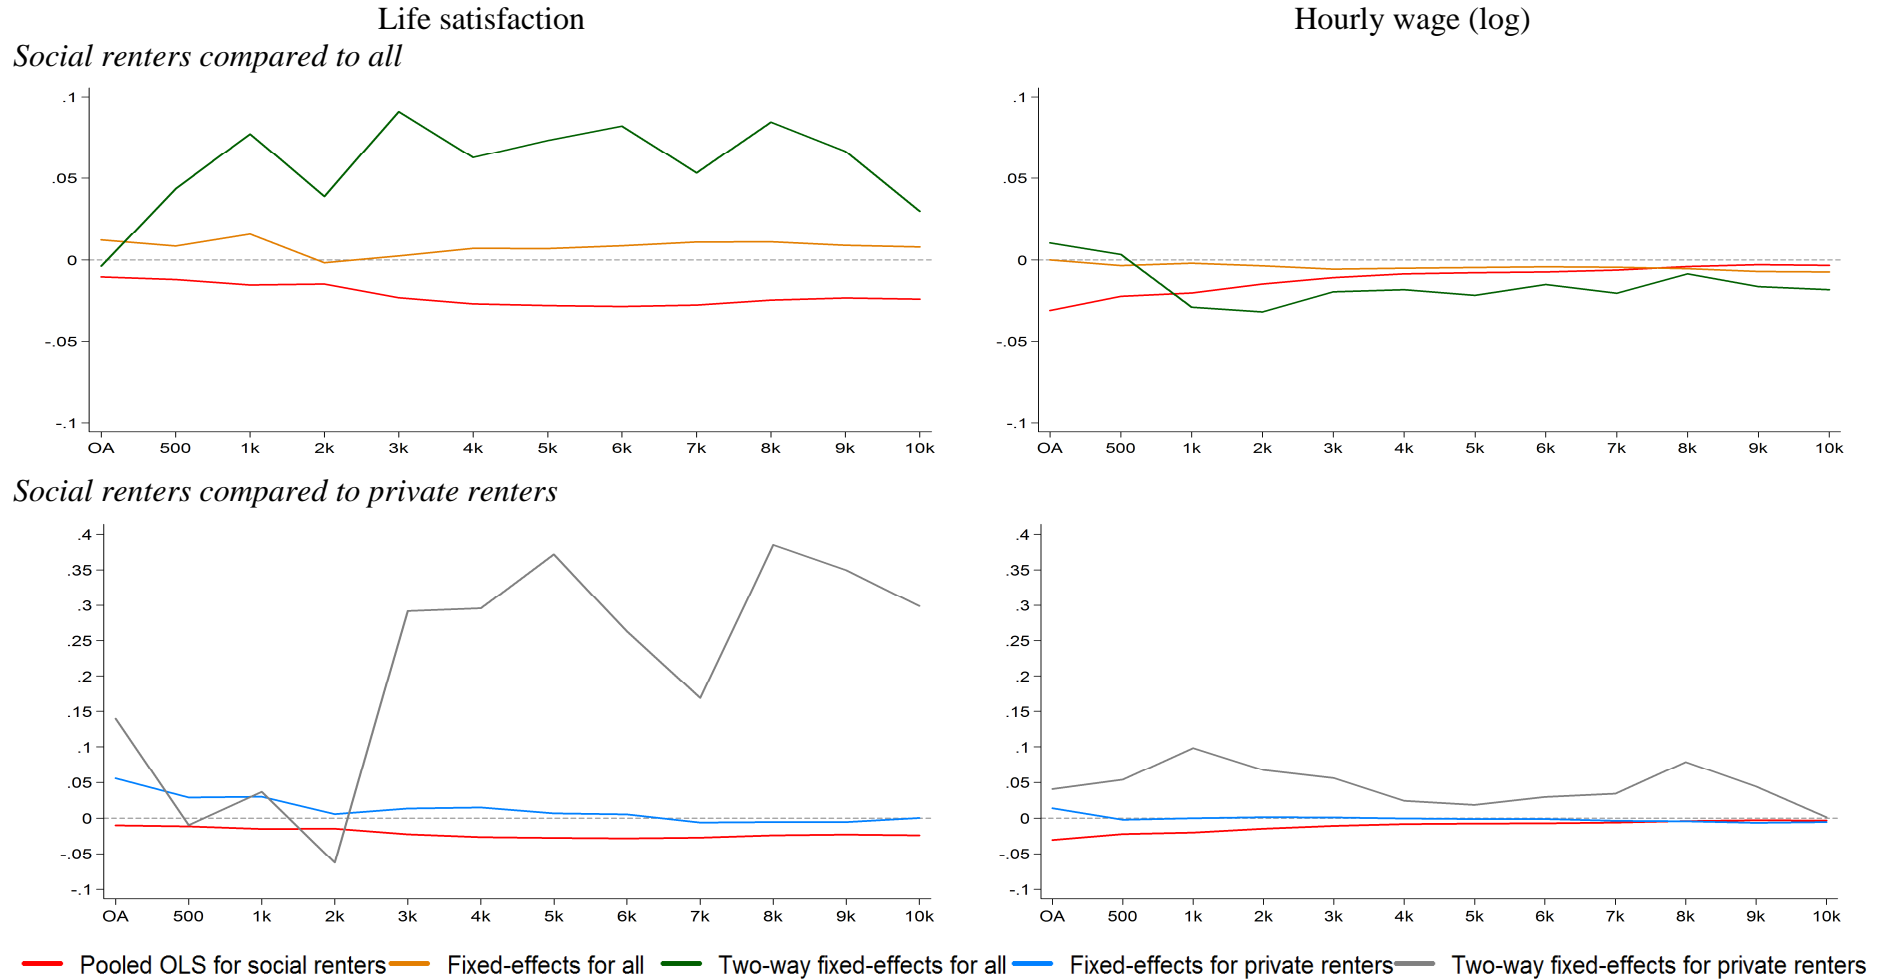 Life satisfaction Hourly wage (log)
Social renters compared to all
.1 .1
.05 .05
0 0
-.05 -.05
-.1 -.1
OA 500 1k 2k 3k 4k 5k 6k 7k 8k 9k 10k OA 500 1k 2k 3k 4k 5k 6k 7k 8k 9k 10k
Social renters compared to private renters
.4 .4
.35 .35
.3 .3
.25 .25
.2 .2
.15 .15
.1 .1
.05 .05
0 0
-.05 -.05
-.1 -.1
OA 500 1k 2k 3k 4k 5k 6k 7k 8k 9k 10k OA 500 1k 2k 3k 4k 5k 6k 7k 8k 9k 10k
Pooled OLS for social renters Fixed-effects for all Two-way fixed-effects for all Fixed-effects for private renters Two-way fixed-effects for private renters